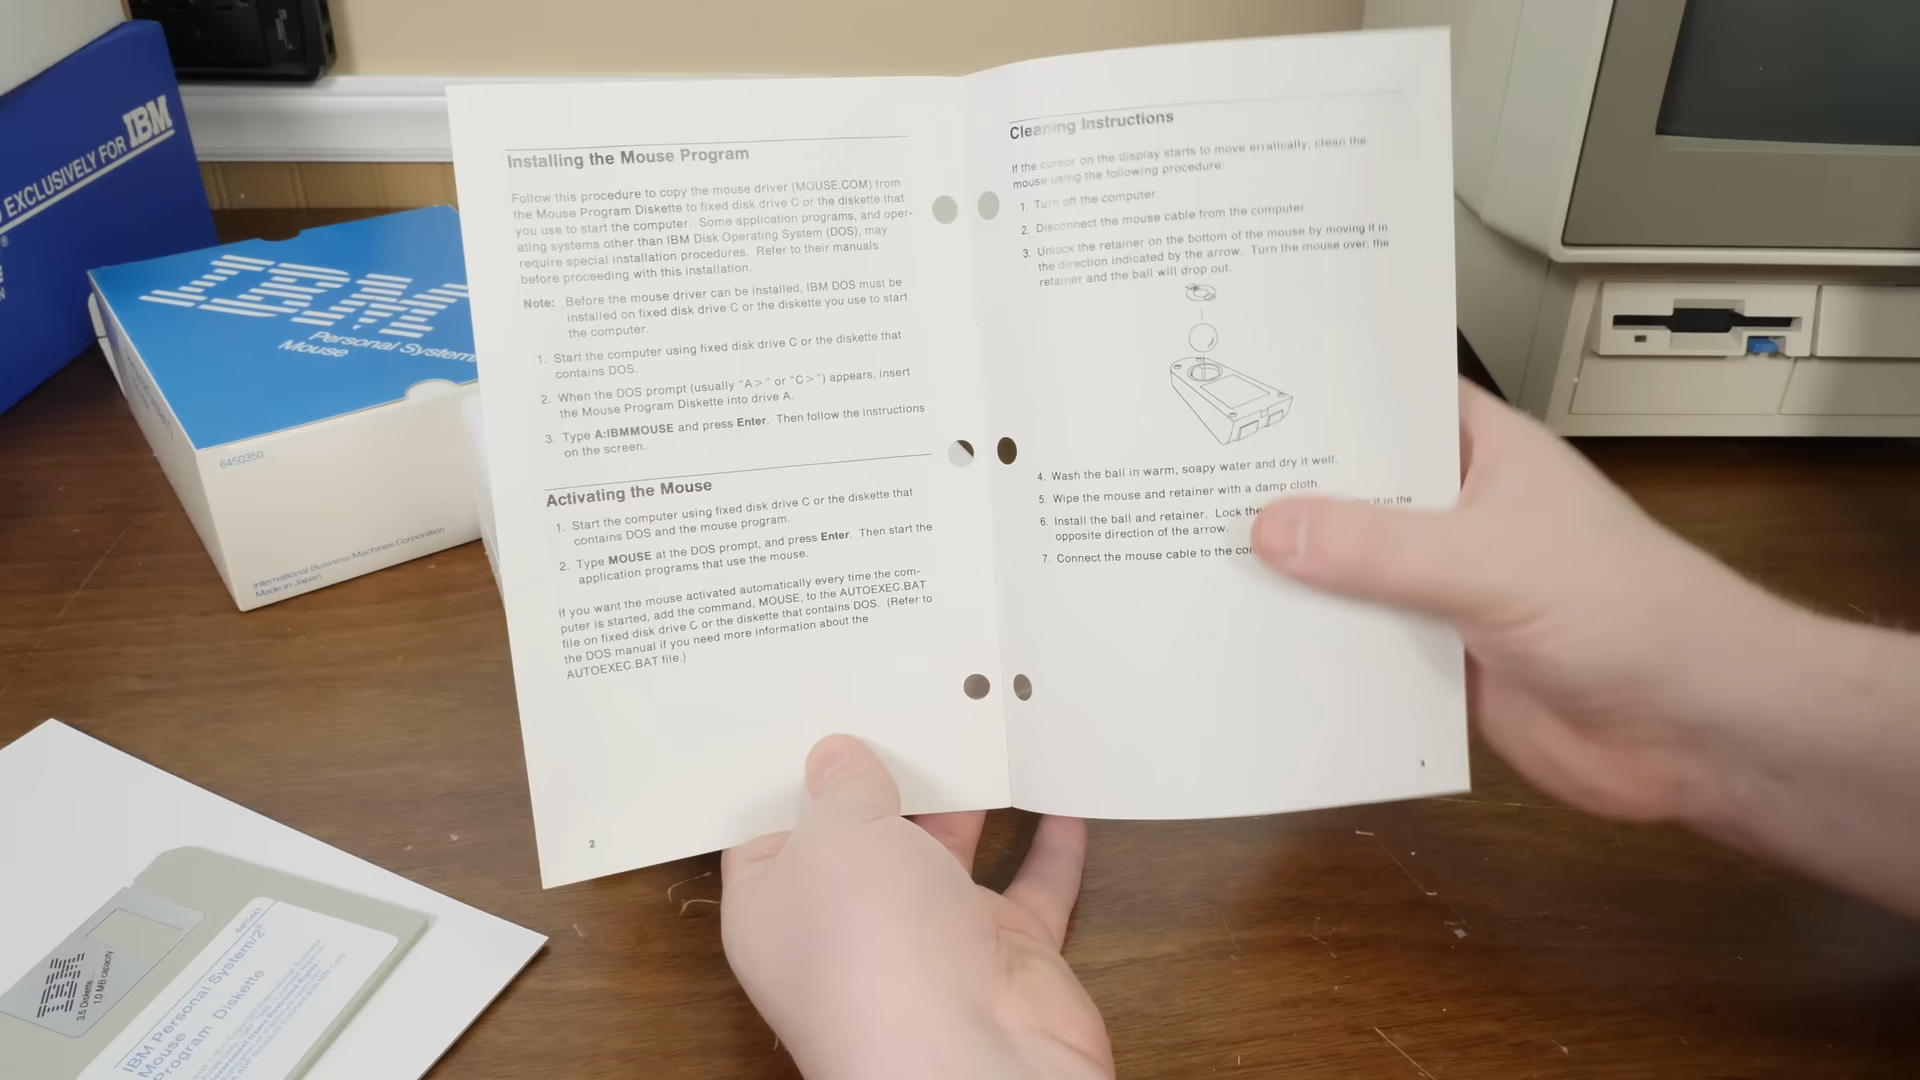 EXCLUSIVELY FOR IBM
®
IBM
Personal System
Mouse
6450350
International Business Machines Corporation
Made in Japan
Installing the Mouse Program
Follow this procedure to copy the mouse driver (MOUSE.COM) from
the Mouse Program Diskette to fixed disk drive C or the diskette that
you use to start the computer. Some application programs, and oper-
ating systems other than IBM Disk Operating System (DOS), may
require special installation procedures. Refer to their manuals
before proceeding with this installation.
Note: Before the mouse driver can be installed, IBM DOS must be
installed on fixed disk drive C or the diskette you use to start
the computer.
1. Start the computer using fixed disk drive C or the diskette that
contains DOS.
2. When the DOS prompt (usually "A>" or "C>") appears, insert
the Mouse Program Diskette into drive A.
3. Type A:IBMMOUSE and press Enter. Then follow the instructions
on the screen.
Activating the Mouse
1. Start the computer using fixed disk drive C or the diskette that
contains DOS and the mouse program.
2. Type MOUSE at the DOS prompt, and press Enter. Then start the
application programs that use the mouse.
If you want the mouse activated automatically every time the com-
puter is started, add the command, MOUSE, to the AUTOEXEC.BAT
file on fixed disk drive C or the diskette that contains DOS. (Refer to
the DOS manual if you need more information about the
AUTOEXEC.BAT file.)
2
Cleaning Instructions
If the cursor on the display starts to move erratically, clean the
mouse using the following procedure:
1. Turn off the computer.
2. Disconnect the mouse cable from the computer.
3. Unlock the retainer on the bottom of the mouse by moving it in
the direction indicated by the arrow. Turn the mouse over; the
retainer and the ball will drop out.
4. Wash the ball in warm, soapy water and dry it well.
5. Wipe the mouse and retainer with a damp cloth.
6. Install the ball and retainer. Lock the it in the
opposite direction of the arrow.
7. Connect the mouse cable to the
IBM
3.5 Diskette
1.0 MB capacity
IBM Personal System/2®
Mouse
Program Diskette